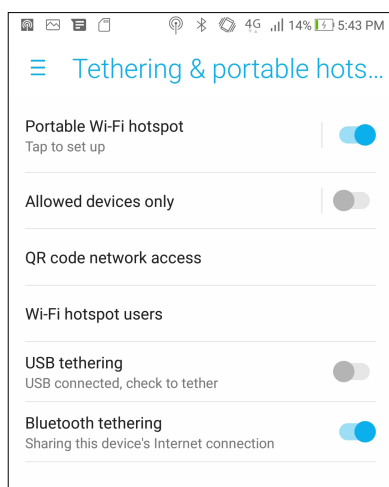 4G 14% 5:43 PM
Tethering & portable hots...
Portable Wi-Fi hotspot
Tap to set up
Allowed devices only
QR code network access
Wi-Fi hotspot users
USB tethering
USB connected, check to tether
Bluetooth tethering
Sharing this device's Internet connection